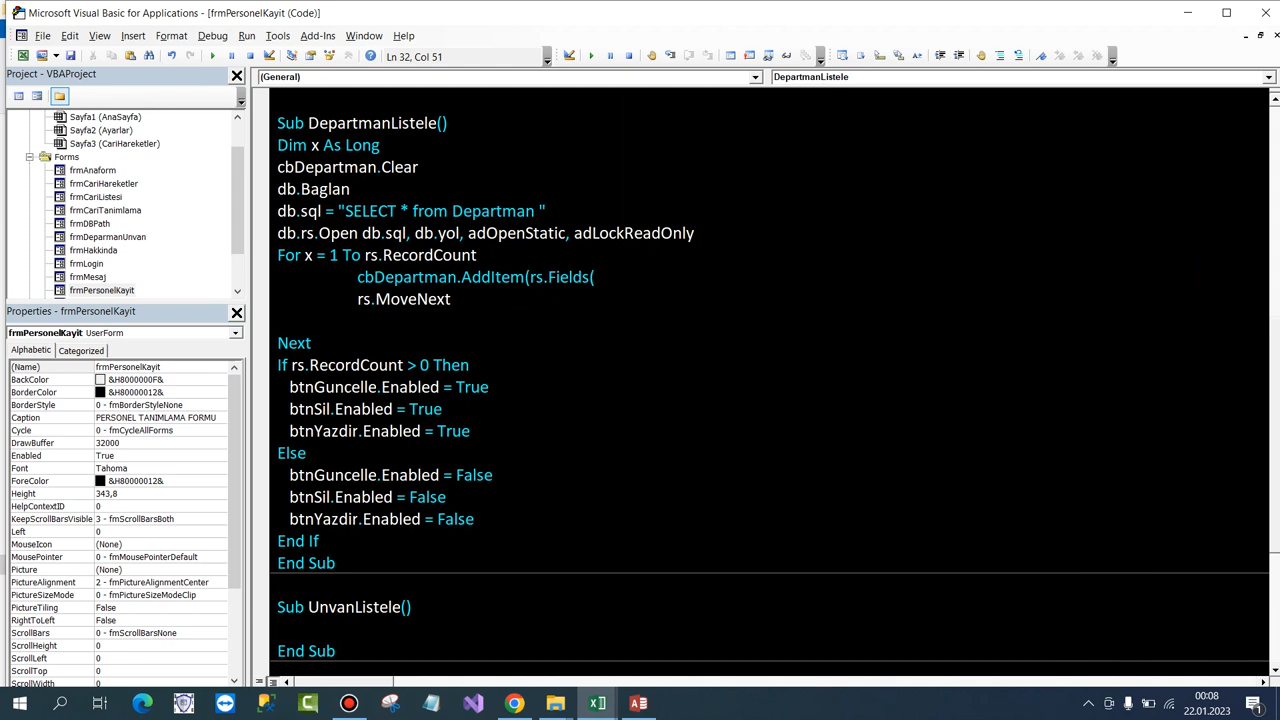 Microsoft Visual Basic for Applications - [frmPersonelKayit (Code)]
File Edit View Insert Format Debug Run Tools Add-Ins Window Help
Ln 32, Col 51
Project - VBAProject
(General)
DepartmanListele
Sayfa1 (AnaSayfa)
Sayfa2 (Ayarlar)
Sayfa3 (CariHareketler)
Forms
frmAnaform
frmCariHareketler
frmCariListesi
frmCariTanimlama
frmDBPath
frmDeparmanUnvan
frmHakkinda
frmLogin
frmMesaj
frmPersonelKayit
Properties - frmPersonelKayit
frmPersonelKayit UserForm
Alphabetic Categorized
(Name) frmPersonelKayit
BackColor &H8000000F&
BorderColor &H80000012&
BorderStyle 0 - fmBorderStyleNone
Caption PERSONEL TANIMLAMA FORMU
Cycle 0 - fmCycleAllForms
DrawBuffer 32000
Enabled True
Font Tahoma
ForeColor &H80000012&
Height 343,8
HelpContextID 0
KeepScrollBarsVisible 3 - fmScrollBarsBoth
Left 0
MouseIcon (None)
MousePointer 0 - fmMousePointerDefault
Picture (None)
PictureAlignment 2 - fmPictureAlignmentCenter
PictureSizeMode 0 - fmPictureSizeModeClip
PictureTiling False
RightToLeft False
ScrollBars 0 - fmScrollBarsNone
ScrollHeight 0
ScrollLeft 0
ScrollTop 0
ScrollWidth 0
Sub DepartmanListele()
Dim x As Long
cbDepartman.Clear
db.Baglan
db.sql = "SELECT * from Departman "
db.rs.Open db.sql, db.yol, adOpenStatic, adLockReadOnly
For x = 1 To rs.RecordCount
cbDepartman.AddItem(rs.Fields(
rs.MoveNext
Next
If rs.RecordCount > 0 Then
btnGuncelle.Enabled = True
btnSil.Enabled = True
btnYazdir.Enabled = True
Else
btnGuncelle.Enabled = False
btnSil.Enabled = False
btnYazdir.Enabled = False
End If
End Sub
Sub UnvanListele()
End Sub
00:08
22.01.2023